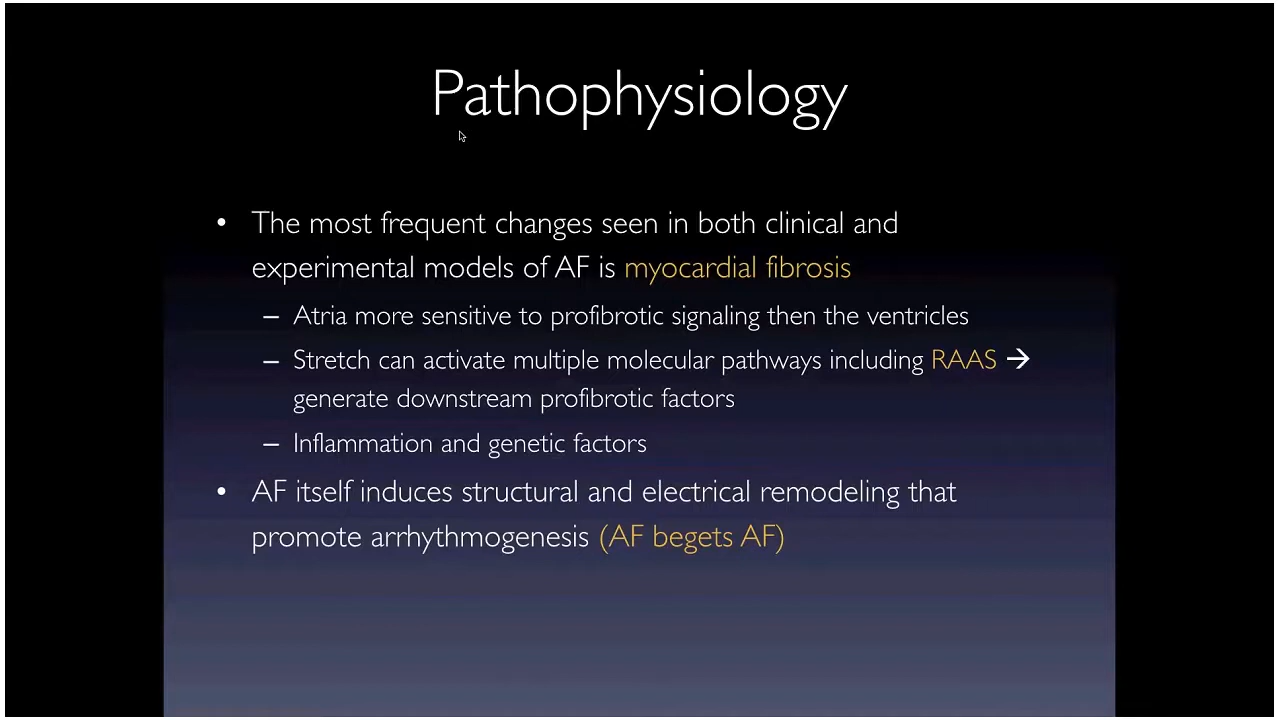 Pathophysiology
• The most frequent changes seen in both clinical and
experimental models of AF is myocardial fibrosis
– Atria more sensitive to profibrotic signaling then the ventricles
– Stretch can activate multiple molecular pathways including RAAS →
generate downstream profibrotic factors
– Inflammation and genetic factors
• AF itself induces structural and electrical remodeling that
promote arrhythmogenesis (AF begets AF)